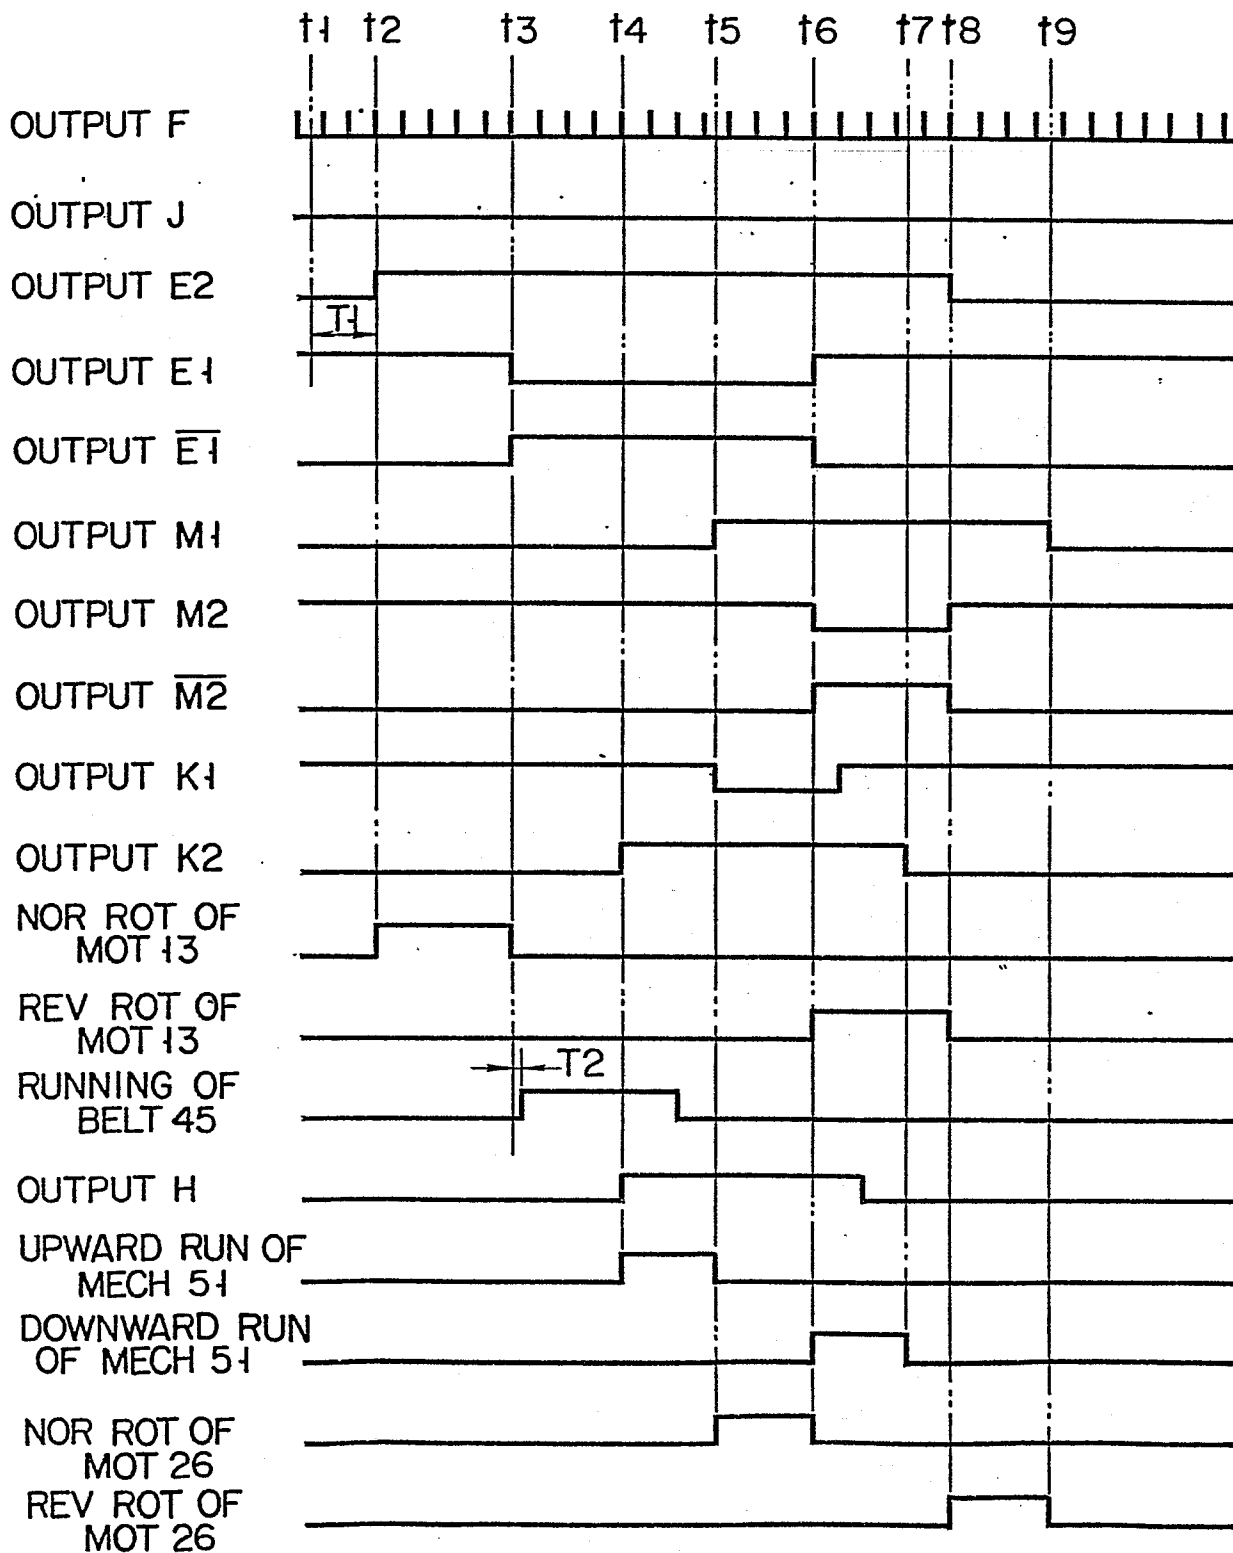 t1 t2 t3 t4 t5 t6 t7 t8 t9
OUTPUT F
OUTPUT J
OUTPUT E2
T1
OUTPUT E1
OUTPUT E̅1̅
OUTPUT M1
OUTPUT M2
OUTPUT M̅2̅
OUTPUT K1
OUTPUT K2
NOR ROT OF
MOT 13
REV ROT OF
MOT 13
T2
RUNNING OF
BELT 45
OUTPUT H
UPWARD RUN OF
MECH 51
DOWNWARD RUN
OF MECH 51
NOR ROT OF
MOT 26
REV ROT OF
MOT 26